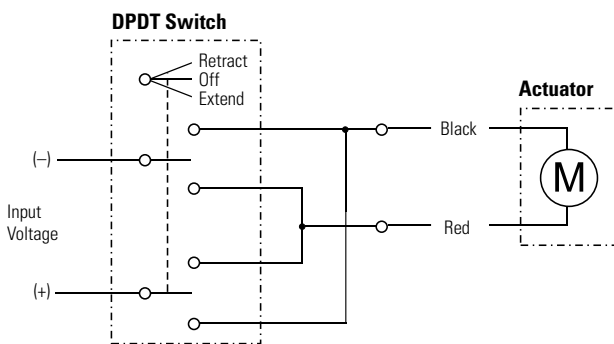 DPDT Switch
Retract
Off
Extend
Actuator
Black
(–)
M
Input
Voltage
Red
(+)